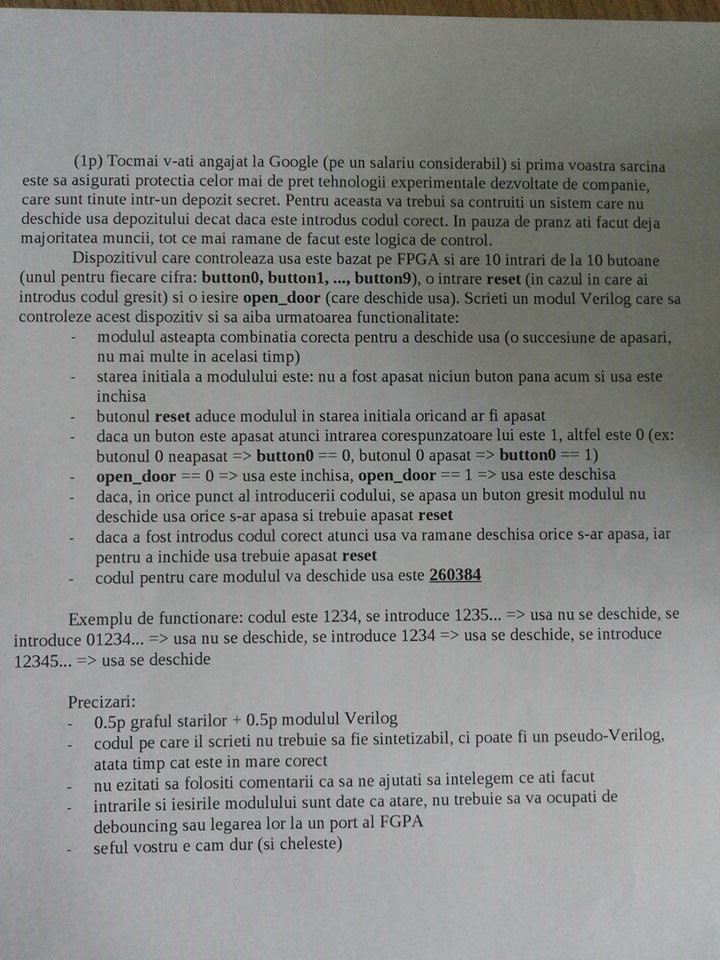 (1p) Tocmai v-ati angajat la Google (pe un salariu considerabil) si prima voastra sarcina
este sa asigurati protectia celor mai de pret tehnologii experimentale dezvoltate de companie,
care sunt tinute intr-un depozit secret. Pentru aceasta va trebui sa contruiti un sistem care nu
deschide usa depozitului decat daca este introdus codul corect. In pauza de pranz ati facut deja
majoritatea muncii, tot ce mai ramane de facut este logica de control.
Dispozitivul care controleaza usa este bazat pe FPGA si are 10 intrari de la 10 butoane
(unul pentru fiecare cifra: button0, button1, ..., button9), o intrare reset (in cazul in care ai
introdus codul gresit) si o iesire open_door (care deschide usa). Scrieti un modul Verilog care sa
controleze acest dispozitiv si sa aiba urmatoarea functionalitate:
- modulul asteapta combinatia corecta pentru a deschide usa (o succesiune de apasari,
nu mai multe in acelasi timp)
- starea initiala a modulului este: nu a fost apasat niciun buton pana acum si usa este
inchisa
- butonul reset aduce modulul in starea initiala oricand ar fi apasat
- daca un buton este apasat atunci intrarea corespunzatoare lui este 1, altfel este 0 (ex:
butonul 0 neapasat => button0 == 0, butonul 0 apasat => button0 == 1)
- open_door == 0 => usa este inchisa, open_door == 1 => usa este deschisa
- daca, in orice punct al introducerii codului, se apasa un buton gresit modulul nu
deschide usa orice s-ar apasa si trebuie apasat reset
- daca a fost introdus codul corect atunci usa va ramane deschisa orice s-ar apasa, iar
pentru a inchide usa trebuie apasat reset
- codul pentru care modulul va deschide usa este 260384
Exemplu de functionare: codul este 1234, se introduce 1235... => usa nu se deschide, se
introduce 01234... => usa nu se deschide, se introduce 1234 => usa se deschide, se introduce
12345... => usa se deschide
Precizari:
- 0.5p graful starilor + 0.5p modulul Verilog
- codul pe care il scrieti nu trebuie sa fie sintetizabil, ci poate fi un pseudo-Verilog,
atata timp cat este in mare corect
- nu ezitati sa folositi comentarii ca sa ne ajutati sa intelegem ce ati facut
- intrarile si iesirile modulului sunt date ca atare, nu trebuie sa va ocupati de
debouncing sau legarea lor la un port al FGPA
- seful vostru e cam dur (si cheleste)